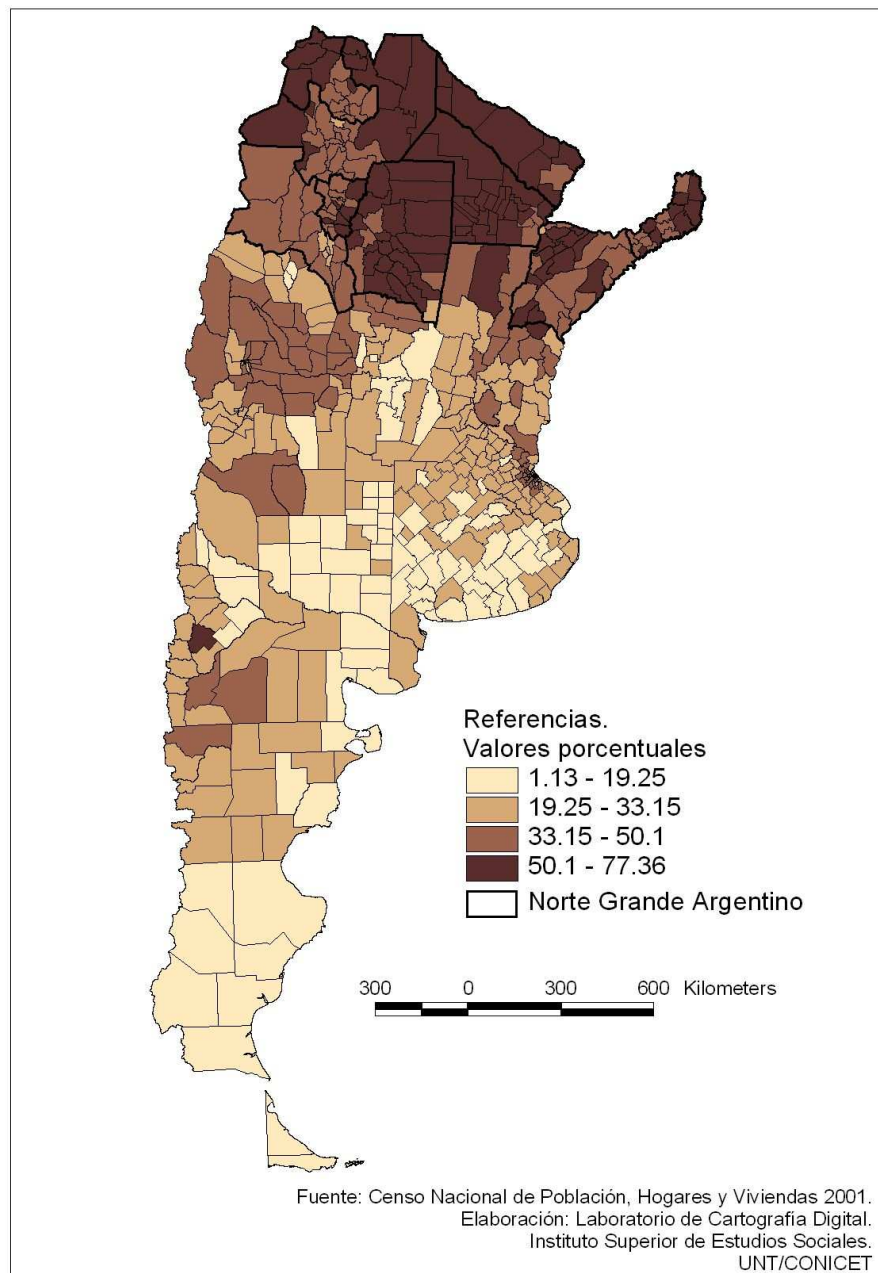 Referencias.
Valores porcentuales
1.13 - 19.25
19.25 - 33.15
33.15 - 50.1
50.1 - 77.36
Norte Grande Argentino
300 0 300 600 Kilometers
Fuente: Censo Nacional de Población, Hogares y Viviendas 2001.
Elaboración: Laboratorio de Cartografía Digital.
Instituto Superior de Estudios Sociales.
UNT/CONICET